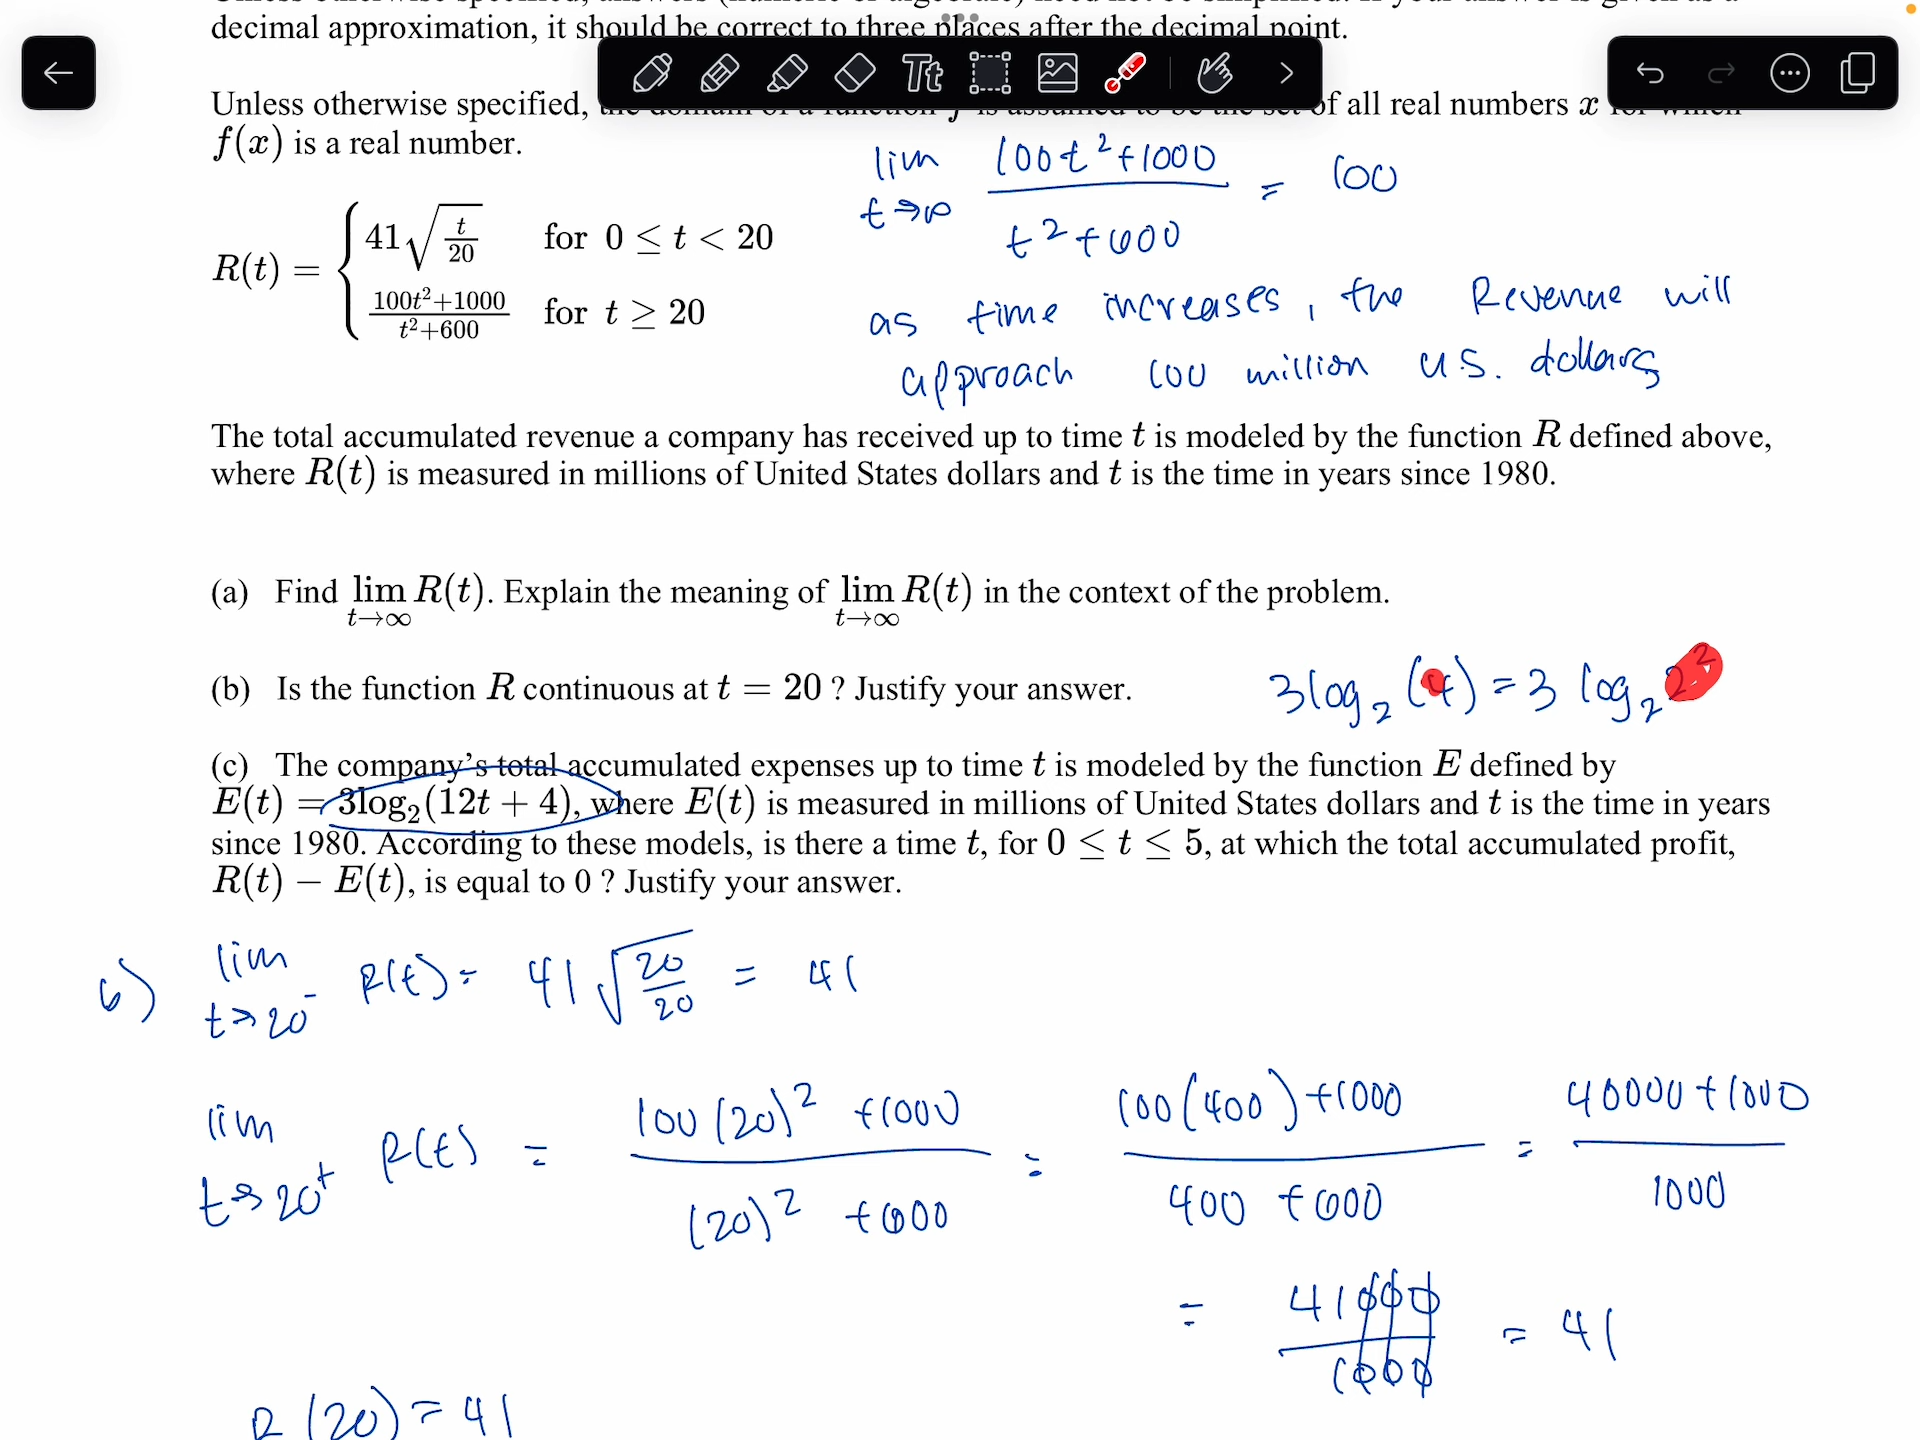 decimal approximation, it should be correct to three places after the decimal point.
Tt
Unless otherwise specified, of all real numbers x
f(x) is a real number.
lim t→∞ (100t²+1000)/(t²+600) = 100
R(t) = { 41√(t/20) for 0 ≤ t < 20
(100t²+1000)/(t²+600) for t ≥ 20
as time increases, the Revenue will
approach 100 million U.S. dollars
The total accumulated revenue a company has received up to time t is modeled by the function R defined above,
where R(t) is measured in millions of United States dollars and t is the time in years since 1980.
(a) Find lim t→∞ R(t). Explain the meaning of lim t→∞ R(t) in the context of the problem.
(b) Is the function R continuous at t = 20 ? Justify your answer.
3log₂(4) = 3 log₂ 2²
(c) The company's total accumulated expenses up to time t is modeled by the function E defined by
E(t) = 3log₂(12t + 4), where E(t) is measured in millions of United States dollars and t is the time in years
since 1980. According to these models, is there a time t, for 0 ≤ t ≤ 5, at which the total accumulated profit,
R(t) − E(t), is equal to 0 ? Justify your answer.
b) lim t→20⁻ R(t) = 41√(20/20) = 41
lim t→20⁺ R(t) = (100(20)²+1000)/((20)²+600) = (100(400)+1000)/(400+600) = (40000+1000)/1000
= 41000/1000 = 41
R(20) = 41